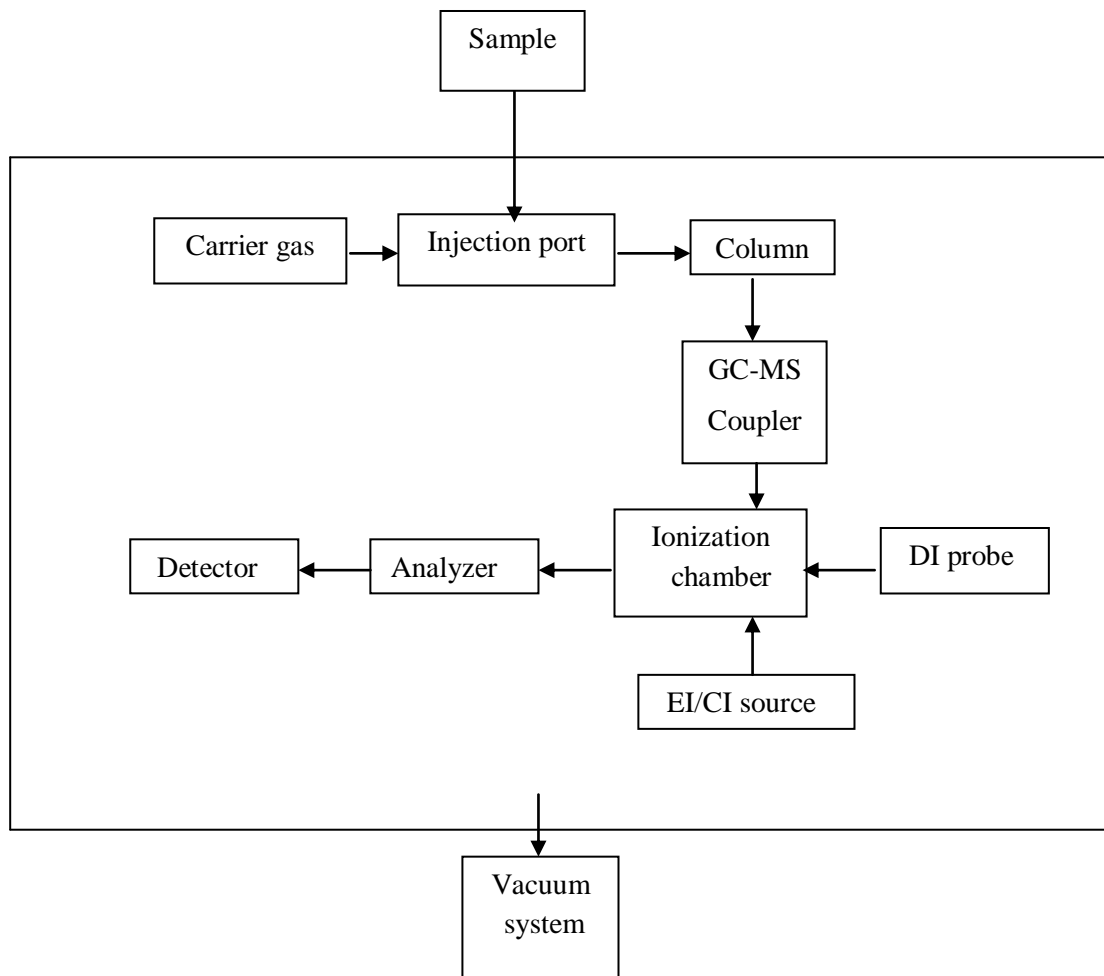 Sample
Carrier gas
Injection port
Column
GC-MS
Coupler
Ionization
chamber
DI probe
Analyzer
Detector
EI/CI source
Vacuum
system